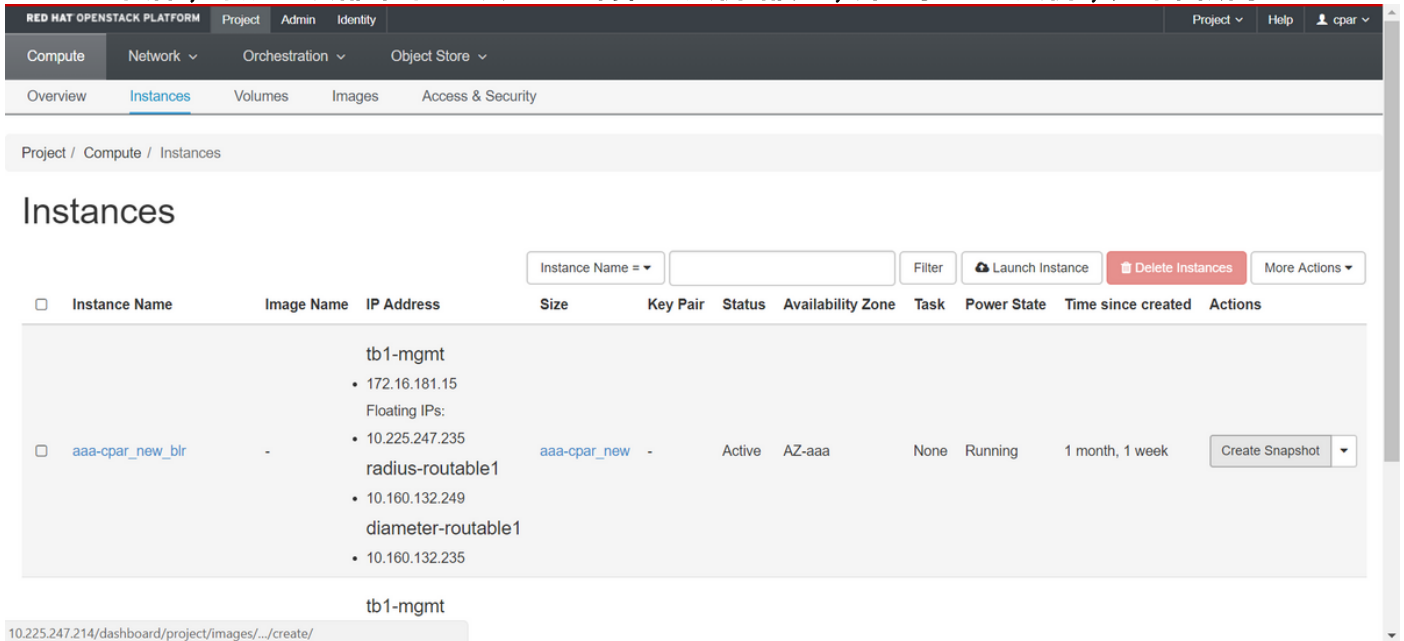 RED HAT OPENSTACK PLATFORM Project Admin Identity Project Help cpar
Compute Network Orchestration Object Store
Overview Instances Volumes Images Access & Security
Project / Compute / Instances
Instances
Instance Name = Filter Launch Instance Delete Instances More Actions
Instance Name Image Name IP Address Size Key Pair Status Availability Zone Task Power State Time since created Actions
tb1-mgmt
• 172.16.181.15
Floating IPs:
• 10.225.247.235
aaa-cpar_new_blr - aaa-cpar_new - Active AZ-aaa None Running 1 month, 1 week Create Snapshot
radius-routable1
• 10.160.132.249
diameter-routable1
• 10.160.132.235
tb1-mgmt
10.225.247.214/dashboard/project/images/.../create/